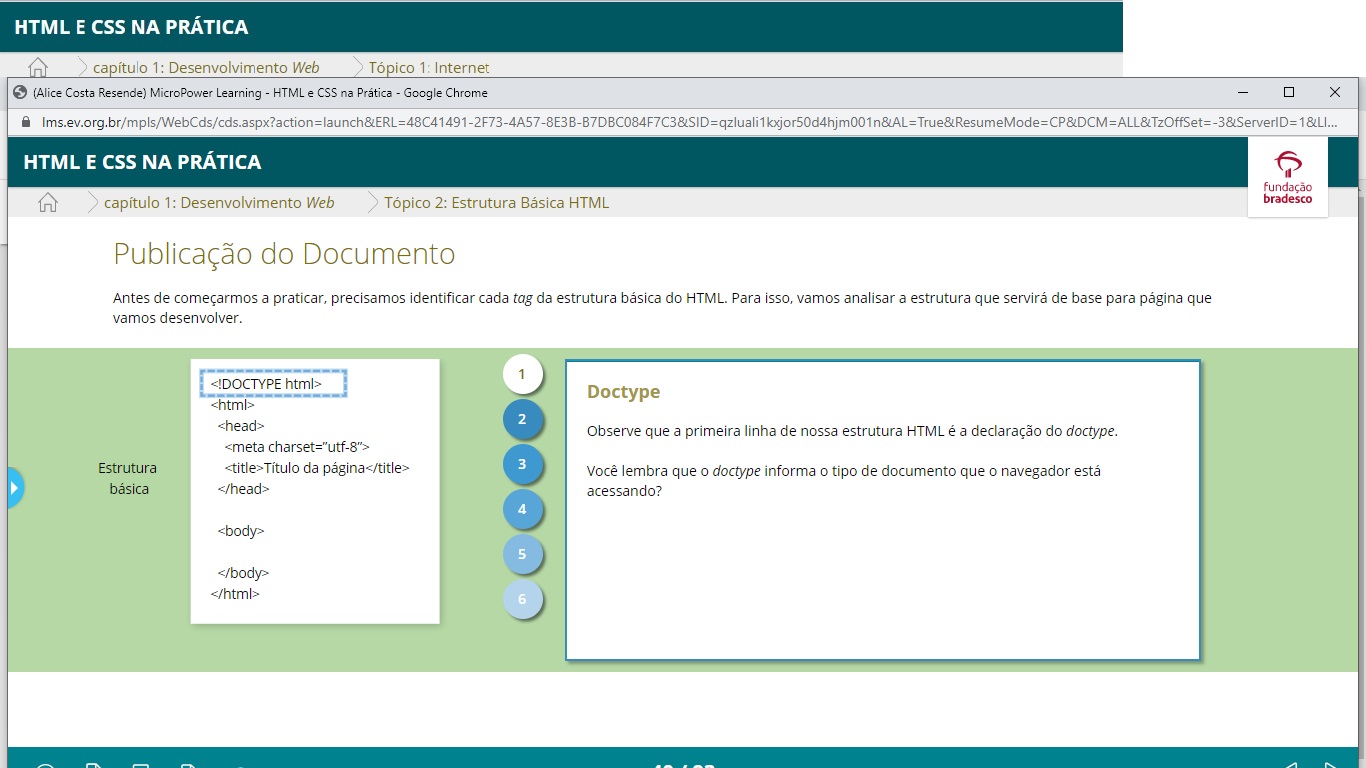 HTML E CSS NA PRÁTICA
capítulo 1: Desenvolvimento Web
Tópico 1: Internet
(Alice Costa Resende) MicroPower Learning - HTML e CSS na Prática - Google Chrome
lms.ev.org.br/mpls/WebCds/cds.aspx?action=launch&ERL=48C41491-2F73-4A57-8E3B-B7DBC084F7C3&SID=qzluali1kxjor50d4hjm001n&AL=True&ResumeMode=CP&DCM=ALL&TzOffSet=-3&ServerID=1&LI...
HTML E CSS NA PRÁTICA
fundação
bradesco
capítulo 1: Desenvolvimento Web
Tópico 2: Estrutura Básica HTML
Publicação do Documento
Antes de começarmos a praticar, precisamos identificar cada tag da estrutura básica do HTML. Para isso, vamos analisar a estrutura que servirá de base para página que
vamos desenvolver.
Estrutura
básica
<!DOCTYPE html>
<html>
<head>
<meta charset=”utf-8”>
<title>Título da página</title>
</head>
<body>
</body>
</html>
1
2
3
4
5
6
Doctype
Observe que a primeira linha de nossa estrutura HTML é a declaração do doctype.
Você lembra que o doctype informa o tipo de documento que o navegador está
acessando?